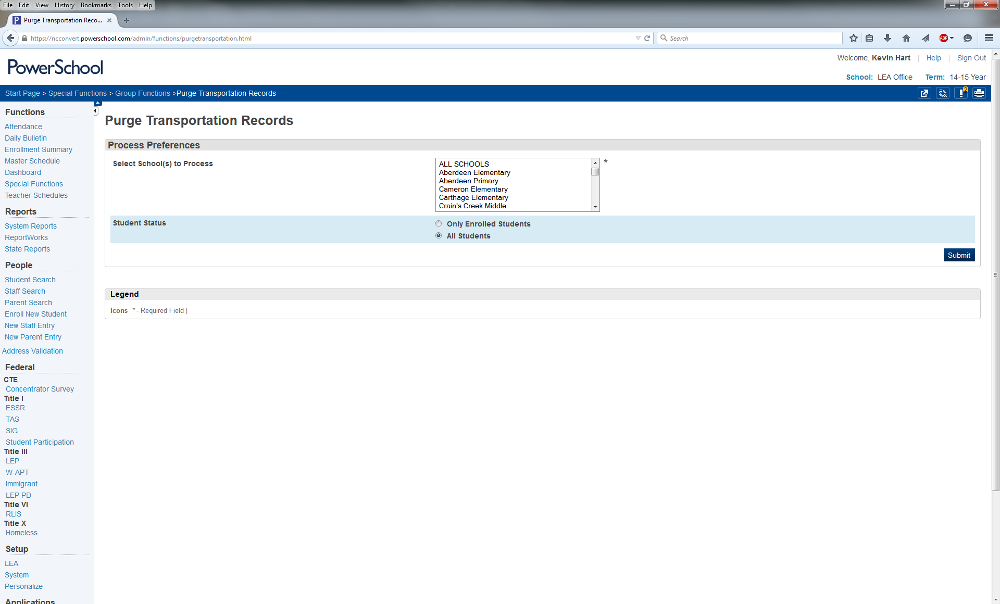 File Edit View History Bookmarks Tools Help
Purge Transportation Reco...
https://ncconvert.powerschool.com/admin/functions/purgetransportation.html
Search
ABP
PowerSchool
Welcome, Kevin Hart | Help | Sign Out
School: LEA Office Term: 14-15 Year
Start Page > Special Functions > Group Functions >Purge Transportation Records
2
Functions
Attendance
Daily Bulletin
Enrollment Summary
Master Schedule
Dashboard
Special Functions
Teacher Schedules
Reports
System Reports
ReportWorks
State Reports
People
Student Search
Staff Search
Parent Search
Enroll New Student
New Staff Entry
New Parent Entry
Address Validation
Federal
CTE
Concentrator Survey
Title I
ESSR
TAS
SIG
Student Participation
Title III
LEP
W-APT
Immigrant
LEP PD
Title VI
RLIS
Title X
Homeless
Setup
LEA
System
Personalize
Applications
Purge Transportation Records
Process Preferences
Select School(s) to Process
ALL SCHOOLS
Aberdeen Elementary
Aberdeen Primary
Cameron Elementary
Carthage Elementary
Crain's Creek Middle
*
Student Status
Only Enrolled Students
All Students
Submit
Legend
Icons * - Required Field |